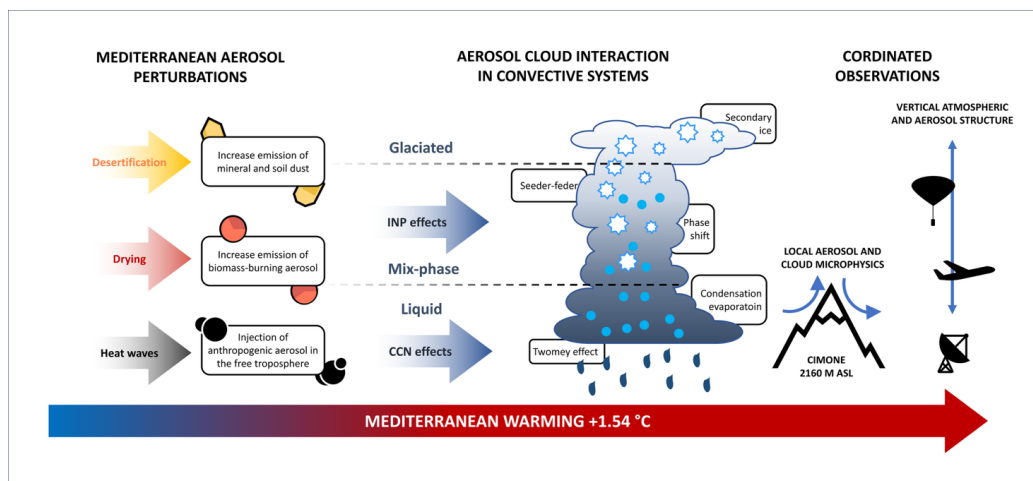 MEDITERRANEAN AEROSOL
PERTURBATIONS
Desertification
Increase emission of
mineral and soil dust
Drying
Increase emission of
biomass-burning aerosol
Heat waves
Injection of
anthropogenic aerosol in
the free troposphere
AEROSOL CLOUD INTERACTION
IN CONVECTIVE SYSTEMS
Glaciated
Secondary
ice
Seeder-feder
INP effects
Phase
shift
Mix-phase
Liquid
Condensation
evaporatoin
CCN effects
Twomey effect
CORDINATED
OBSERVATIONS
VERTICAL ATMOSPHERIC
AND AEROSOL STRUCTURE
LOCAL AEROSOL AND
CLOUD MICROPHYSICS
CIMONE
2160 M ASL
MEDITERRANEAN WARMING +1.54 °C